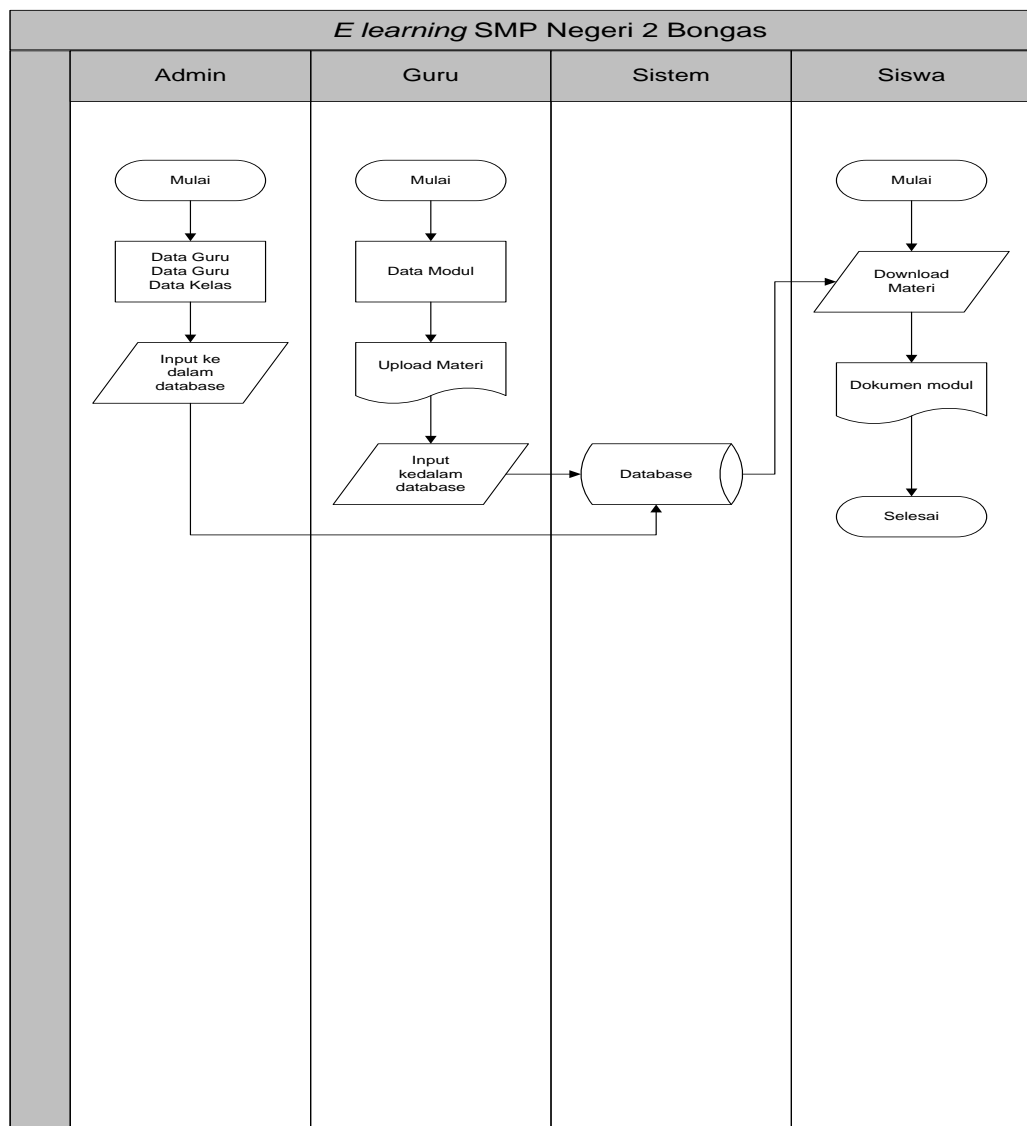 E learning SMP Negeri 2 Bongas
Admin
Guru
Sistem
Siswa
Mulai
Data Guru
Data Guru
Data Kelas
Input ke
dalam
database
Mulai
Data Modul
Upload Materi
Input
kedalam
database
Database
Mulai
Download
Materi
Dokumen modul
Selesai